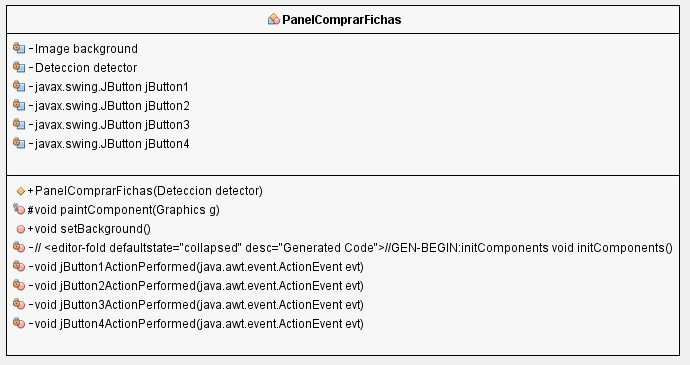 PanelComprarFichas
-Image background
-Deteccion detector
-javax.swing.JButton jButton1
-javax.swing.JButton jButton2
-javax.swing.JButton jButton3
-javax.swing.JButton jButton4
+PanelComprarFichas(Deteccion detector)
#void paintComponent(Graphics g)
+void setBackground()
-// <editor-fold defaultstate="collapsed" desc="Generated Code">//GEN-BEGIN:initComponents void initComponents()
-void jButton1ActionPerformed(java.awt.event.ActionEvent evt)
-void jButton2ActionPerformed(java.awt.event.ActionEvent evt)
-void jButton3ActionPerformed(java.awt.event.ActionEvent evt)
-void jButton4ActionPerformed(java.awt.event.ActionEvent evt)